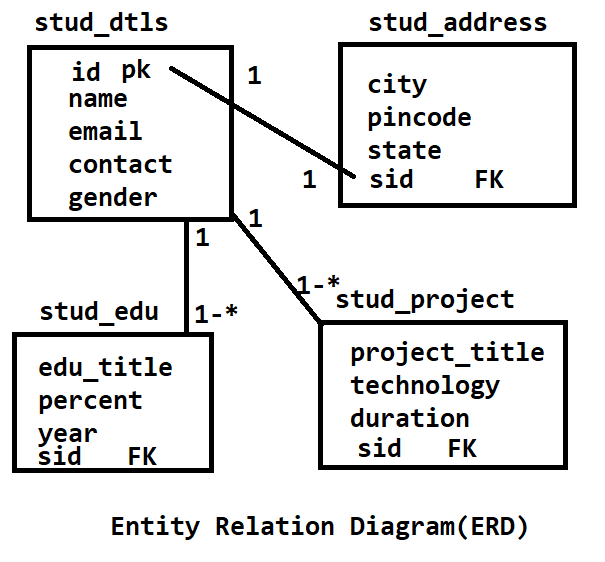 stud_dtls
id pk
name
email
contact
gender
1
stud_address
city
pincode
state
sid FK
1
1
1-*
stud_edu
edu_title
percent
year
sid FK
1
1-*
stud_project
project_title
technology
duration
sid FK
Entity Relation Diagram(ERD)